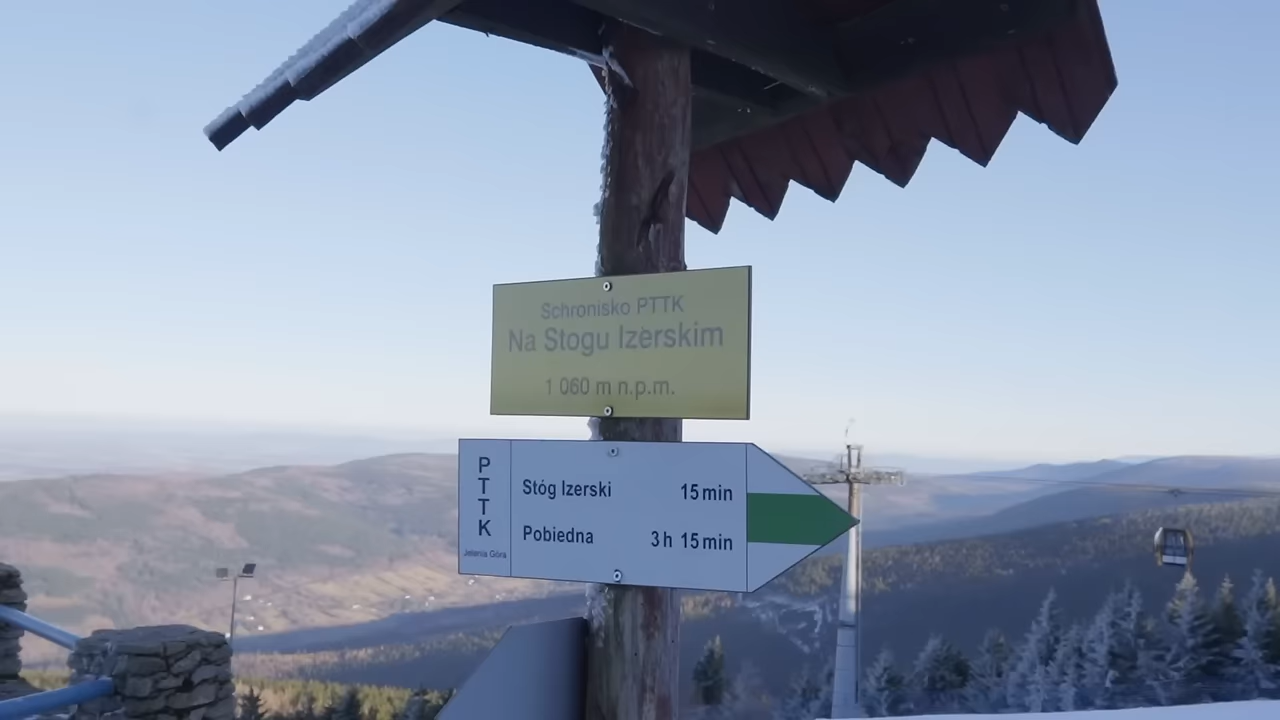 Schronisko PTTK
Na Stogu Izerskim
1 060 m n.p.m.
PTTK
Jelenia Góra
Stóg Izerski 15 min
Pobiedna 3 h 15 min